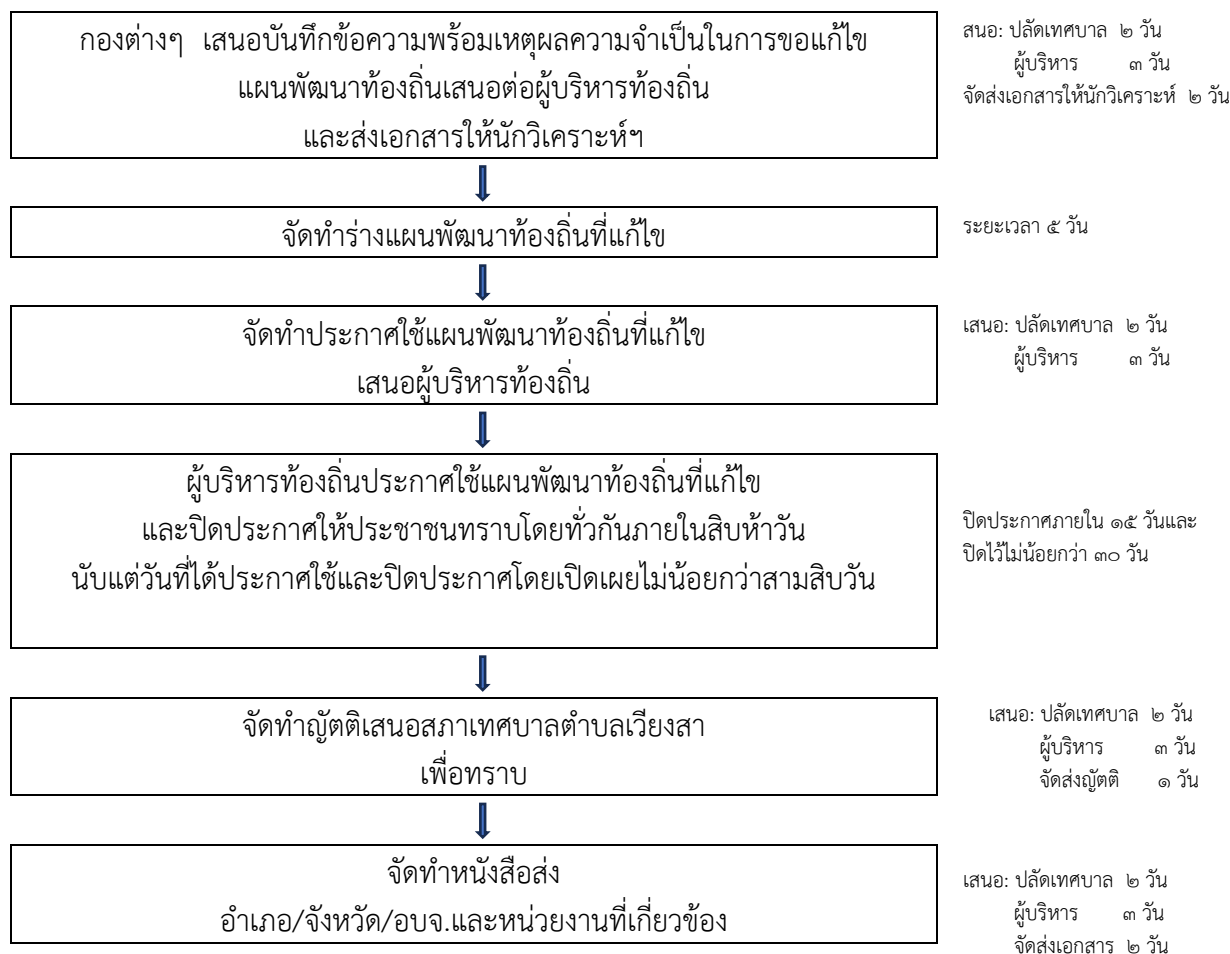 กองต่างๆ เสนอบันทึกข้อความพร้อมเหตุผลความจำเป็นในการขอแก้ไข
แผนพัฒนาท้องถิ่นเสนอต่อผู้บริหารท้องถิ่น
และส่งเอกสารให้นักวิเคราะห์ฯ
สนอ: ปลัดเทศบาล ๒ วัน
ผู้บริหาร ๓ วัน
จัดส่งเอกสารให้นักวิเคราะห์ ๒ วัน
จัดทำร่างแผนพัฒนาท้องถิ่นที่แก้ไข
ระยะเวลา ๕ วัน
จัดทำประกาศใช้แผนพัฒนาท้องถิ่นที่แก้ไข
เสนอผู้บริหารท้องถิ่น
เสนอ: ปลัดเทศบาล ๒ วัน
ผู้บริหาร ๓ วัน
ผู้บริหารท้องถิ่นประกาศใช้แผนพัฒนาท้องถิ่นที่แก้ไข
และปิดประกาศให้ประชาชนทราบโดยทั่วกันภายในสิบห้าวัน
นับแต่วันที่ได้ประกาศใช้และปิดประกาศโดยเปิดเผยไม่น้อยกว่าสามสิบวัน
ปิดประกาศภายใน ๑๕ วันและ
ปิดไว้ไม่น้อยกว่า ๓๐ วัน
จัดทำญัตติเสนอสภาเทศบาลตำบลเวียงสา
เพื่อทราบ
เสนอ: ปลัดเทศบาล ๒ วัน
ผู้บริหาร ๓ วัน
จัดส่งญัตติ ๑ วัน
จัดทำหนังสือส่ง
อำเภอ/จังหวัด/อบจ.และหน่วยงานที่เกี่ยวข้อง
เสนอ: ปลัดเทศบาล ๒ วัน
ผู้บริหาร ๓ วัน
จัดส่งเอกสาร ๒ วัน